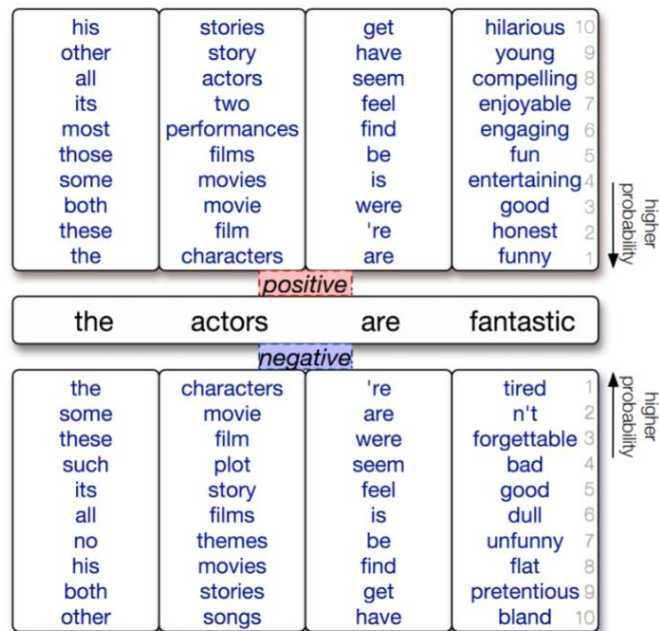 his stories get hilarious 10
other story have young 9
all actors seem compelling 8
its two feel enjoyable 7
most performances find engaging 6
those films be fun 5
some movies is entertaining 4
both movie were good 3
these film 're honest 2
the characters are funny 1
higher probability
positive
the actors are fantastic
negative
the characters 're tired 1
some movie are n't 2
these film were forgettable 3
such plot seem bad 4
its story feel good 5
all films is dull 6
no themes be unfunny 7
his movies find flat 8
both stories get pretentious 9
other songs have bland 10
higher probability